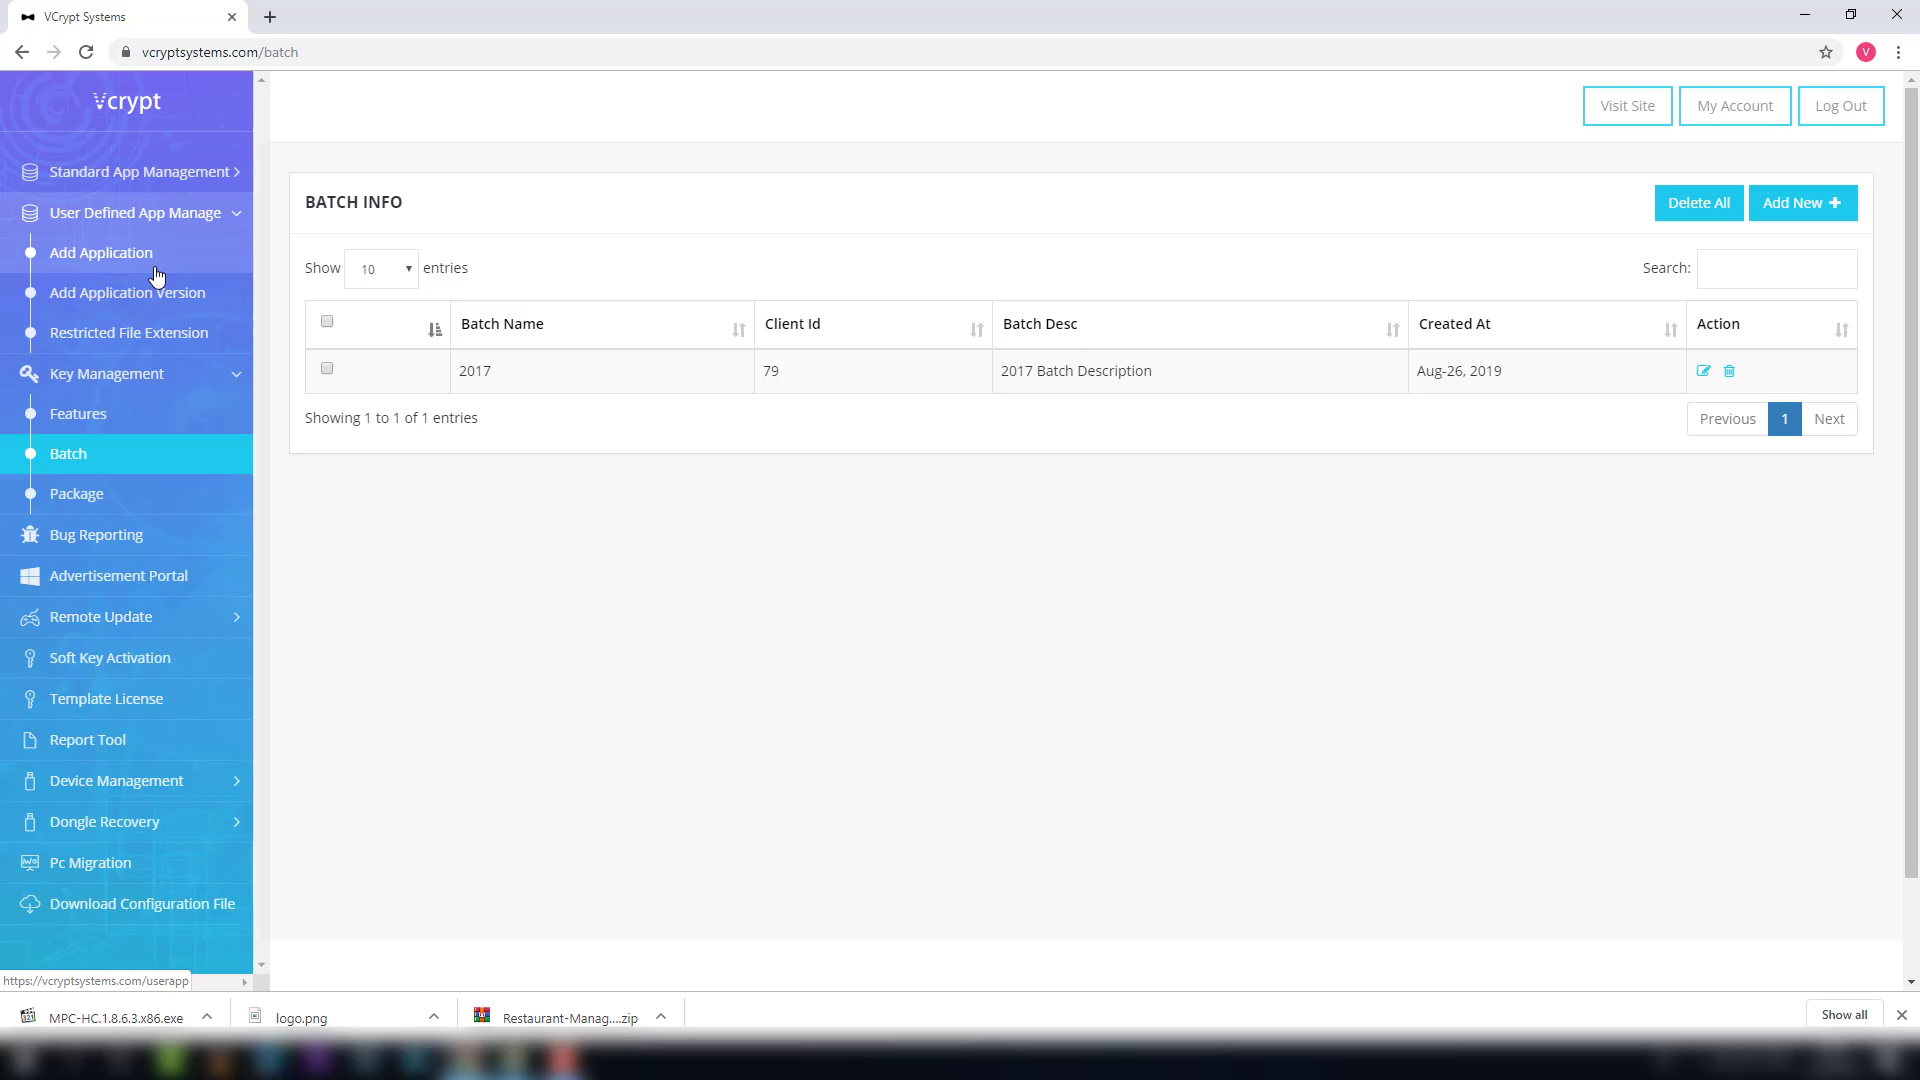 VCrypt Systems
vcryptsystems.com/batch
V
vcrypt
Visit Site
My Account
Log Out
Standard App Management
User Defined App Manage
Add Application
Add Application Version
Restricted File Extension
Key Management
Features
Batch
Package
Bug Reporting
Advertisement Portal
Remote Update
Soft Key Activation
Template License
Report Tool
Device Management
Dongle Recovery
Pc Migration
Download Configuration File
BATCH INFO
Delete All
Add New +
Show 10 entries
Search:
Batch Name Client Id Batch Desc Created At Action
2017 79 2017 Batch Description Aug-26, 2019
Showing 1 to 1 of 1 entries
Previous 1 Next
https://vcryptsystems.com/userapp
MPC-HC.1.8.6.3.x86.exe
logo.png
Restaurant-Manag....zip
Show all